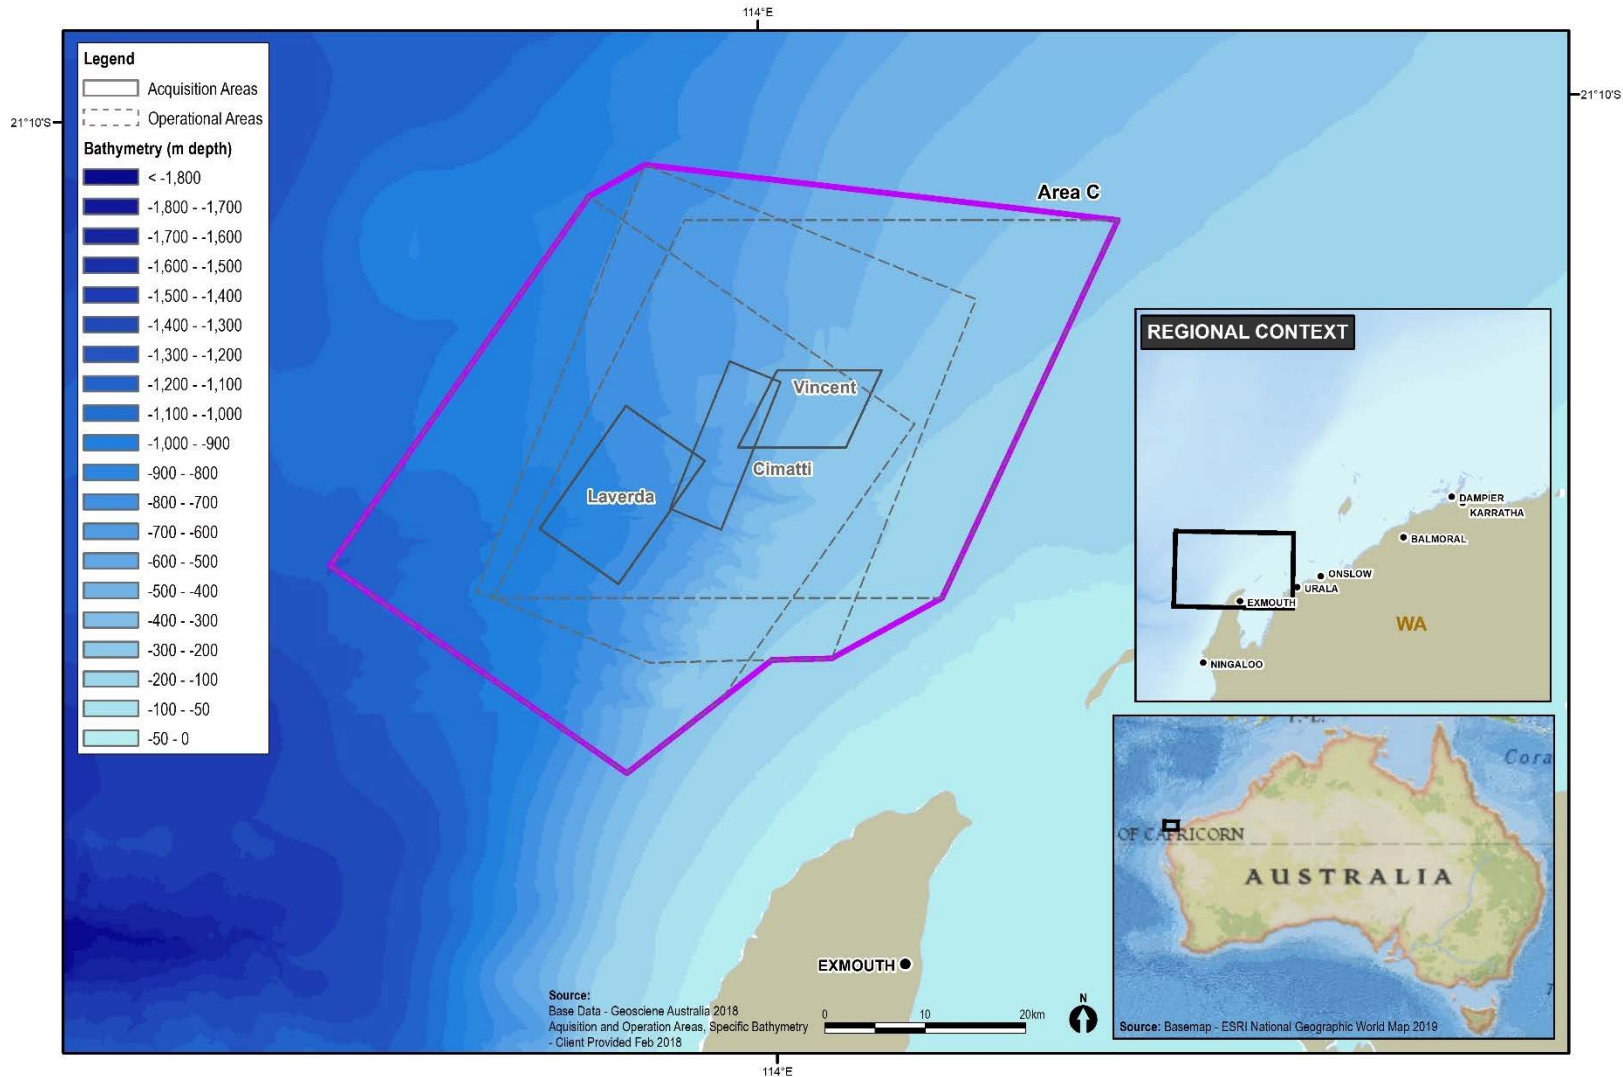 114°E
21°10'S
21°10'S
Legend
Acquisition Areas
Operational Areas
Bathymetry (m depth)
< -1,800
-1,800 - -1,700
-1,700 - -1,600
-1,600 - -1,500
-1,500 - -1,400
-1,400 - -1,300
-1,300 - -1,200
-1,200 - -1,100
-1,100 - -1,000
-1,000 - -900
-900 - -800
-800 - -700
-700 - -600
-600 - -500
-500 - -400
-400 - -300
-300 - -200
-200 - -100
-100 - -50
-50 - 0
Area C
Vincent
Cimatti
Laverda
REGIONAL CONTEXT
DAMPIER
KARRATHA
BALMORAL
ONSLOW
URALA
EXMOUTH
WA
NINGALOO
Cora
OF CAPRICORN
AUSTRALIA
Source: Basemap - ESRI National Geographic World Map 2019
EXMOUTH
Source:
Base Data - Geosciene Australia 2018
Aquisition and Operation Areas, Specific Bathymetry
- Client Provided Feb 2018
0 10 20km
N
114°E